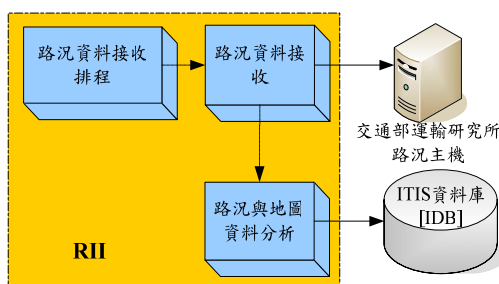 路況資料接收
排程
路況資料接
收
交通部運輸研究所
路況主機
路況與地圖
資料分析
ITIS資料庫
[IDB]
RII